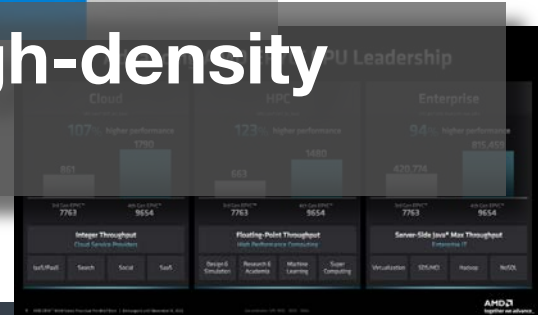 gh-density
PU Leadership
Cloud HPC Enterprise
107% higher performance 123% higher performance 94% higher performance
861 1790 663 1480 420,774 815,459
3rd Gen EPYC™ 4th Gen EPYC™ 3rd Gen EPYC™ 4th Gen EPYC™ 3rd Gen EPYC™ 4th Gen EPYC™
7763 9654 7763 9654 7763 9654
Integer Throughput Floating-Point Throughput Server-Side Java® Max Throughput
Cloud Service Providers High Performance Computing Enterprise IT
IaaS/PaaS Search Social SaaS Design & Simulation Research & Academia Machine Learning Super Computing Virtualization SDS/HCI Hadoop NoSQL
AMD
together we advance_